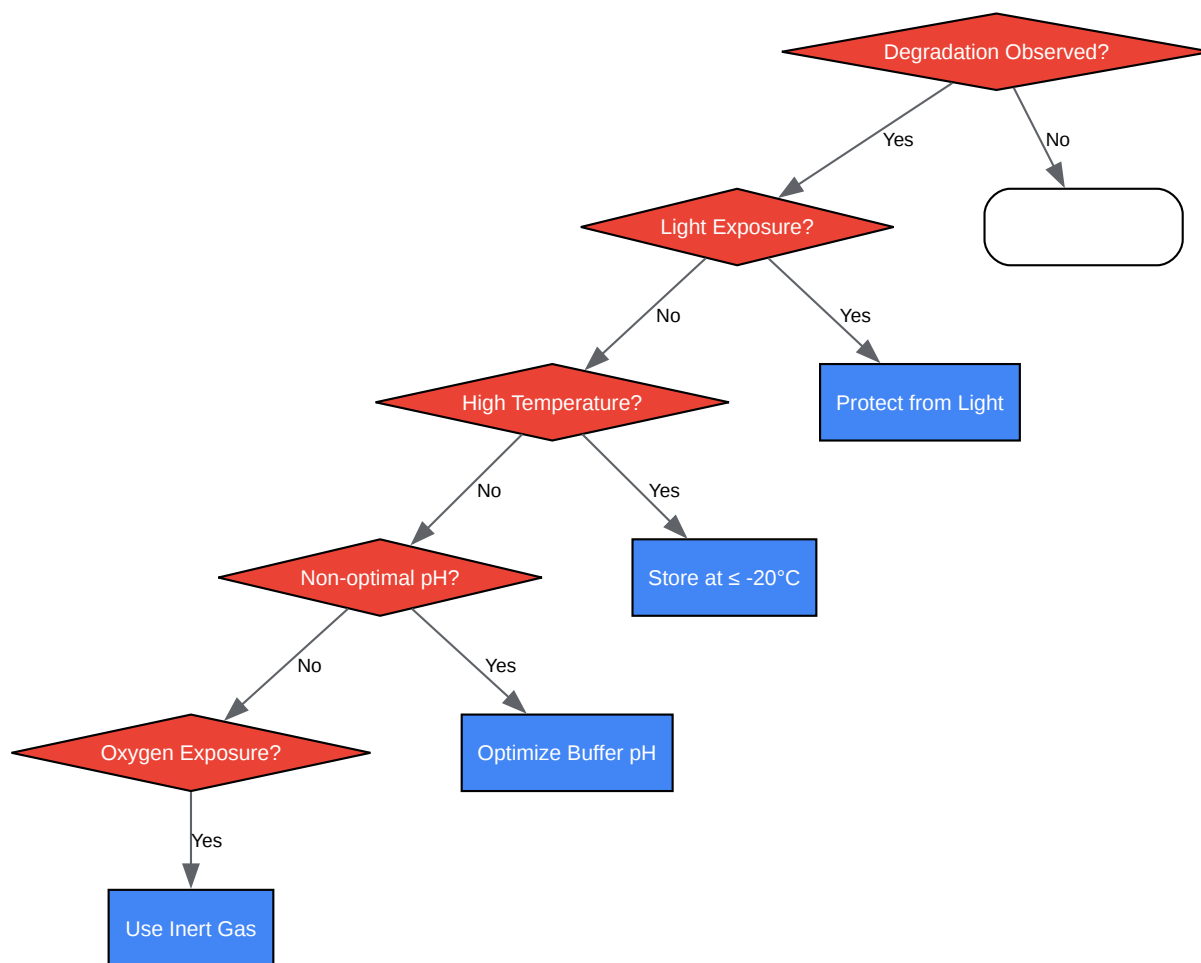 Degradation Observed?
Yes
No
Light Exposure?
No
Yes
High Temperature?
Protect from Light
No
Yes
Non-optimal pH?
Store at ≤ -20°C
No
Yes
Oxygen Exposure?
Optimize Buffer pH
Yes
Use Inert Gas